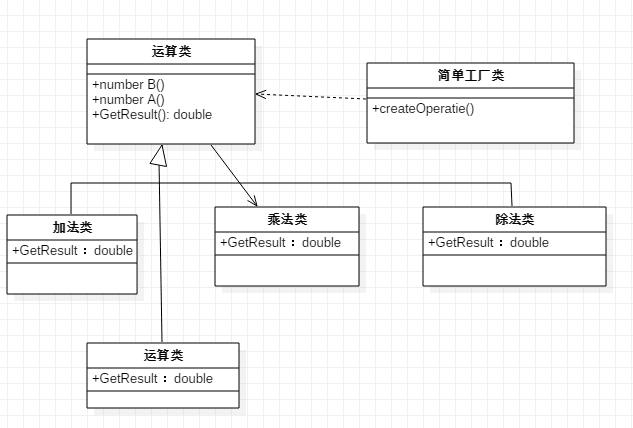 运算类
+number B()
+number A()
+GetResult(): double
简单工厂类
+createOperatie()
加法类
+GetResult ：double
乘法类
+GetResult ：double
除法类
+GetResult ：double
运算类
+GetResult ：double